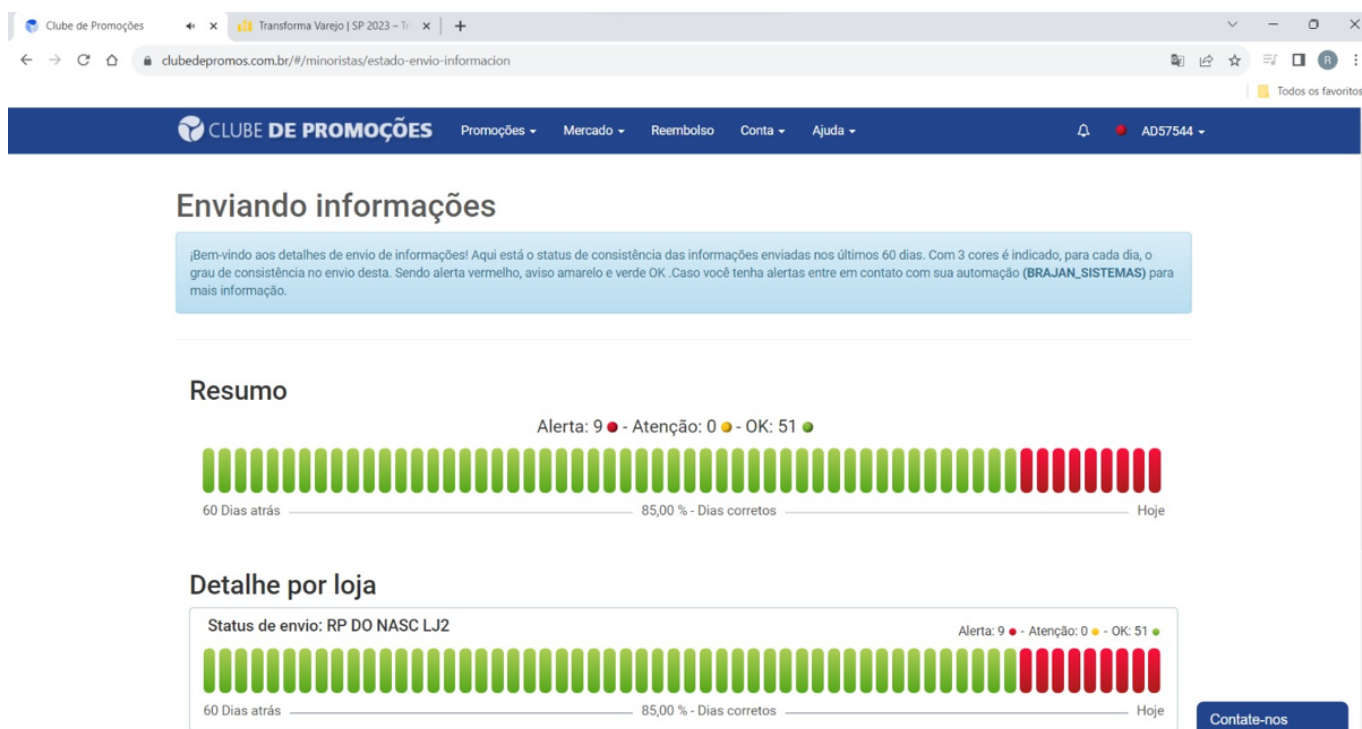 Clube de Promoções
Transforma Varejo | SP 2023 – Tr
clubedepromos.com.br/#/minoristas/estado-envio-informacion
R
Todos os favoritos
CLUBE DE PROMOÇÕES
Promoções
Mercado
Reembolso
Conta
Ajuda
AD57544
Enviando informações
¡Bem-vindo aos detalhes de envio de informações! Aqui está o status de consistência das informações enviadas nos últimos 60 dias. Com 3 cores é indicado, para cada dia, o
grau de consistência no envio desta. Sendo alerta vermelho, aviso amarelo e verde OK .Caso você tenha alertas entre em contato com sua automação (BRAJAN_SISTEMAS) para
mais informação.
Resumo
Alerta: 9 - Atenção: 0 - OK: 51
60 Dias atrás
85,00 % - Dias corretos
Hoje
Detalhe por loja
Status de envio: RP DO NASC LJ2
Alerta: 9 - Atenção: 0 - OK: 51
60 Dias atrás
85,00 % - Dias corretos
Hoje
Contate-nos